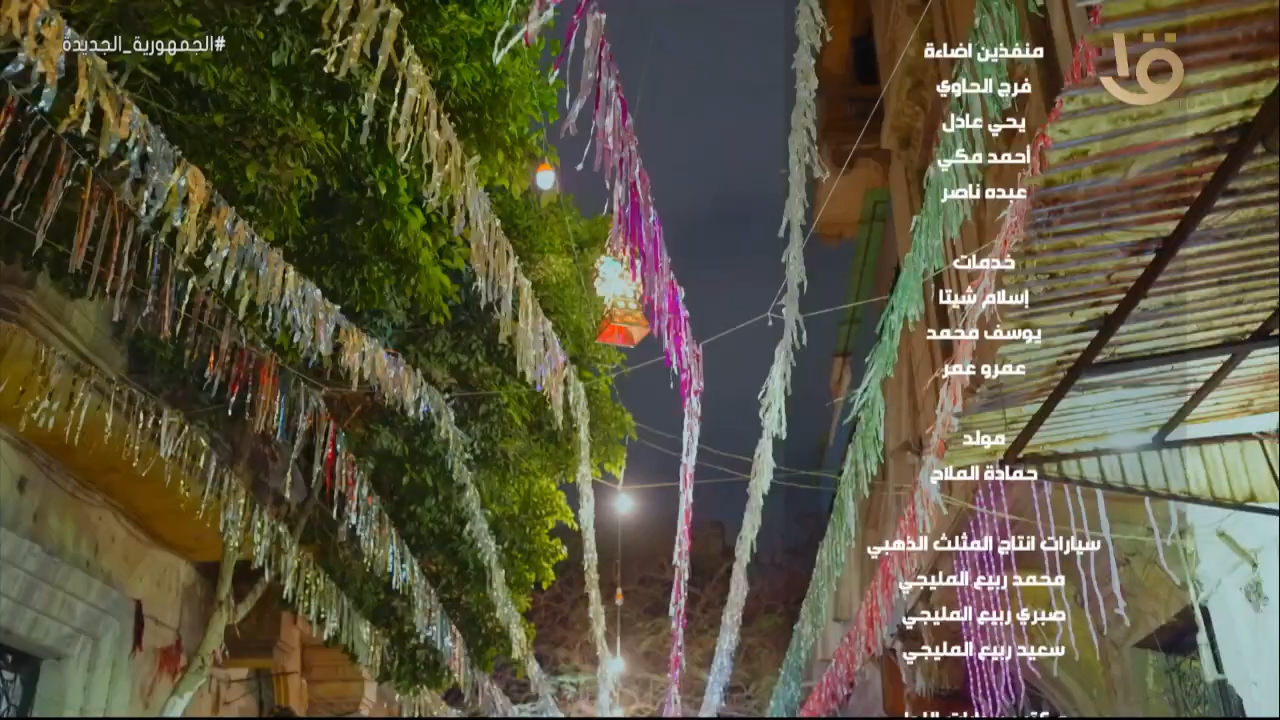 #الجمهورية_الجديدة
منفذين اضاءة
فرج الحاوي
يحي عادل
أحمد مكي
عبده ناصر
خدمات
إسلام شيتا
يوسف محمد
عمرو عمر
مولد
حمادة الملاح
سيارات انتاج المثلث الذهبي
محمد ربيع المليجي
صبري ربيع المليجي
سعيد ربيع المليجي